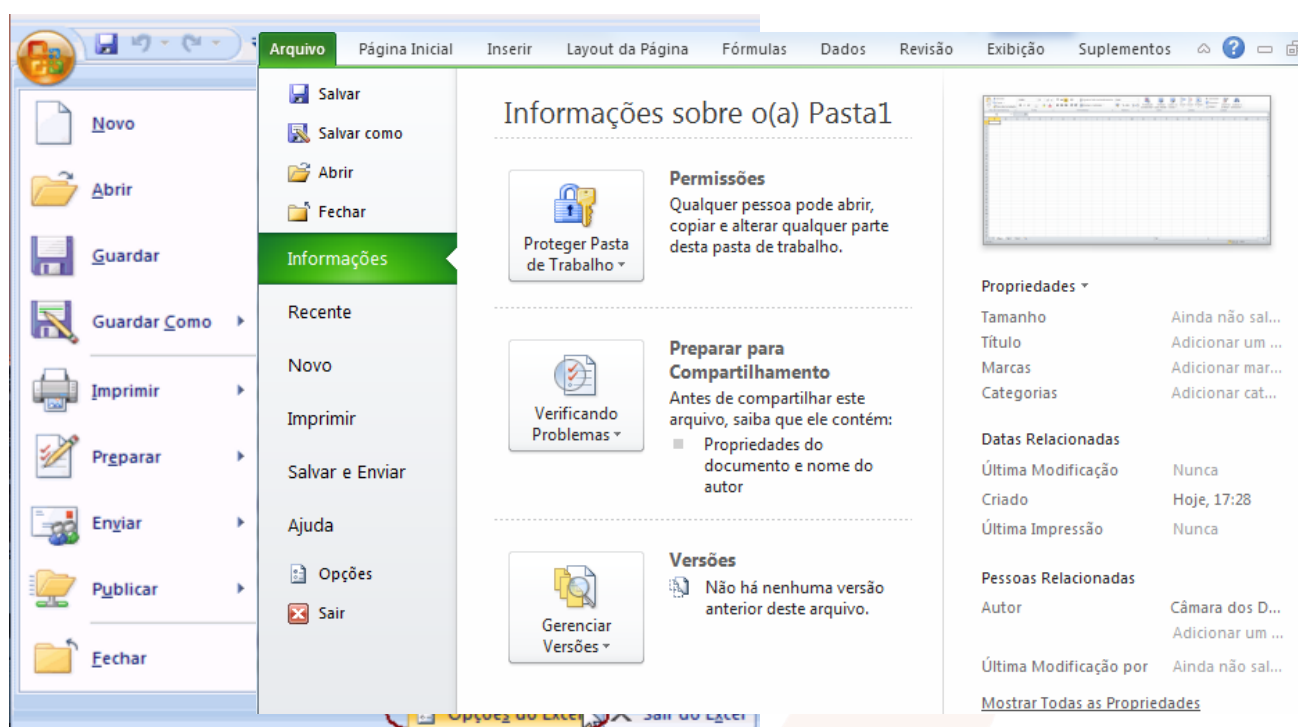 Novo
Abrir
Guardar
Guardar Como
Imprimir
Preparar
Enviar
Publicar
Fechar
Arquivo Página Inicial Inserir Layout da Página Fórmulas Dados Revisão Exibição Suplementos
Salvar
Salvar como
Abrir
Fechar
Informações
Recente
Novo
Imprimir
Salvar e Enviar
Ajuda
Opções
Sair
Informações sobre o(a) Pasta1
Proteger Pasta
de Trabalho
Permissões
Qualquer pessoa pode abrir,
copiar e alterar qualquer parte
desta pasta de trabalho.
Verificando
Problemas
Preparar para
Compartilhamento
Antes de compartilhar este
arquivo, saiba que ele contém:
Propriedades do
documento e nome do
autor
Gerenciar
Versões
Versões
Não há nenhuma versão
anterior deste arquivo.
Propriedades
Tamanho Ainda não sal...
Título Adicionar um ...
Marcas Adicionar mar...
Categorias Adicionar cat...
Datas Relacionadas
Última Modificação Nunca
Criado Hoje, 17:28
Última Impressão Nunca
Pessoas Relacionadas
Autor Câmara dos D...
Adicionar um ...
Última Modificação por Ainda não sal...
Mostrar Todas as Propriedades
Opções do Excel Sair do Excel